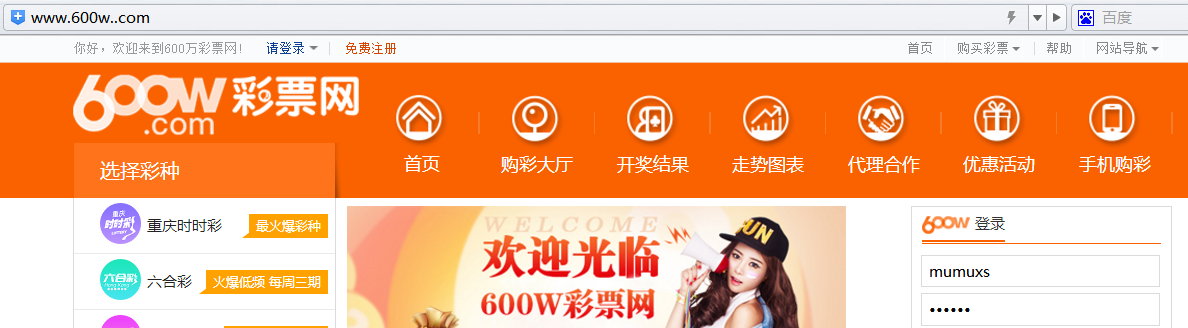 www.600w..com
百度
你好，欢迎来到600万彩票网! 请登录 免费注册 首页 购买彩票 帮助 网站导航
600W彩票网
.com
首页 购彩大厅 开奖结果 走势图表 代理合作 优惠活动 手机购彩
选择彩种
重庆
时时彩
重庆时时彩 最火爆彩种
六合彩
Hong Kong
六合彩 火爆低频 每周三期
WELCOME
欢迎光临
600W彩票网
600W 登录
mumuxs
••••••